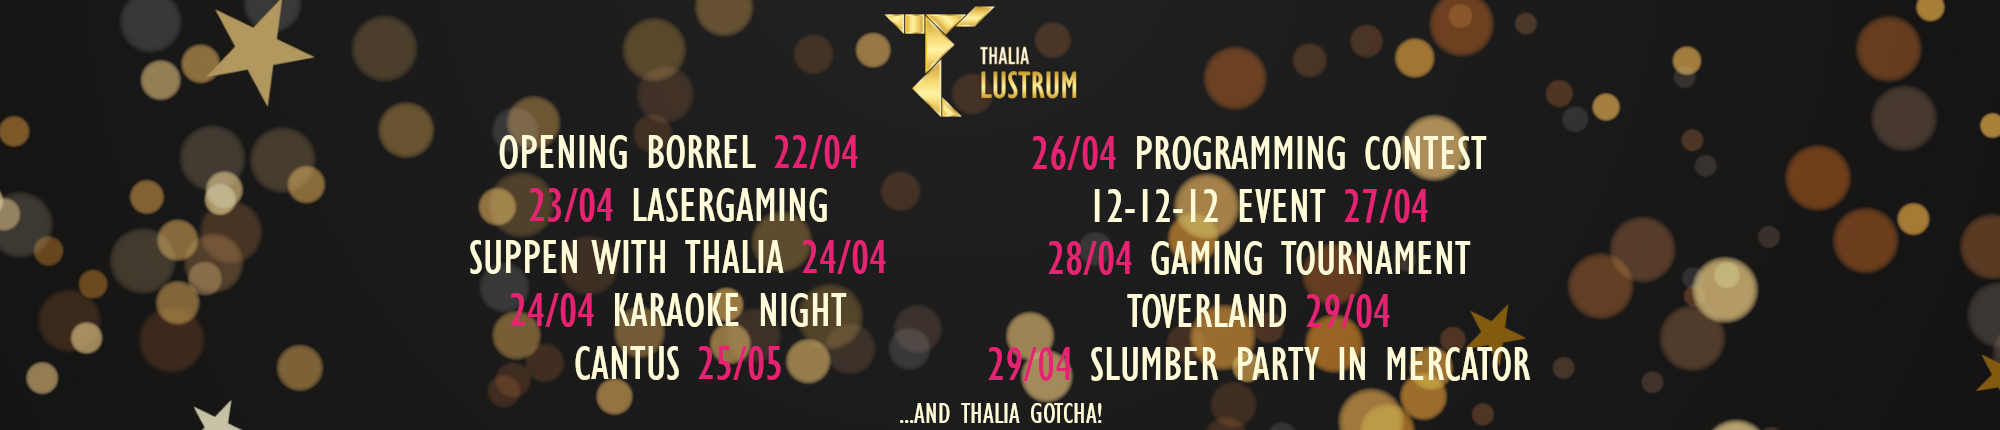 THALIA
LUSTRUM
OPENING BORREL 22/04
23/04 LASERGAMING
SUPPEN WITH THALIA 24/04
24/04 KARAOKE NIGHT
CANTUS 25/05
26/04 PROGRAMMING CONTEST
12-12-12 EVENT 27/04
28/04 GAMING TOURNAMENT
TOVERLAND 29/04
29/04 SLUMBER PARTY IN MERCATOR
...AND THALIA GOTCHA!